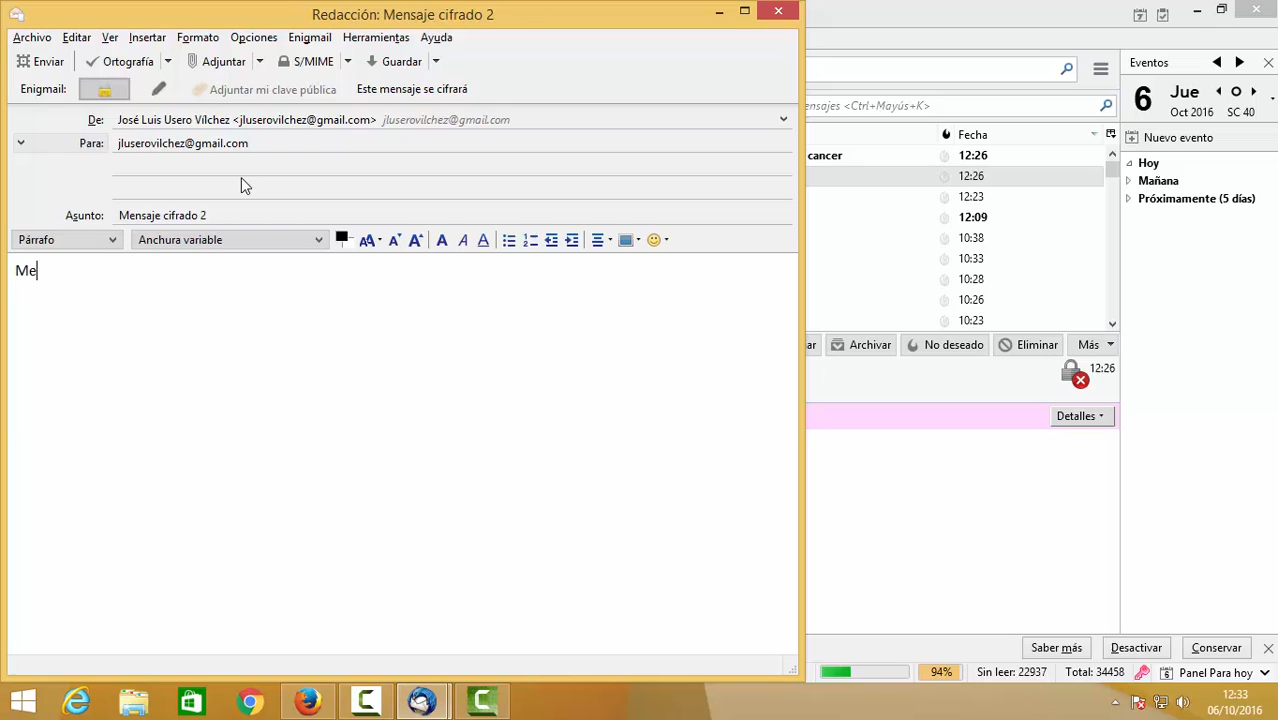 Redacción: Mensaje cifrado 2
Archivo Editar Ver Insertar Formato Opciones Enigmail Herramientas Ayuda
Enviar Ortografía Adjuntar S/MIME Guardar
Enigmail: Adjuntar mi clave pública Este mensaje se cifrará
De: José Luis Usero Vílchez <jluserovilchez@gmail.com> jluserovilchez@gmail.com
Para: jluserovilchez@gmail.com
Asunto: Mensaje cifrado 2
Párrafo Anchura variable
Me
ensajes <Ctrl+Mayús+K>
Fecha
cancer 12:26
12:26
12:23
12:09
10:38
10:33
10:28
10:26
10:23
ar Archivar No deseado Eliminar Más
12:26
Detalles
Saber más Desactivar Conservar
94% Sin leer: 22937 Total: 34458 Panel Para hoy
Eventos
6 Jue
Oct 2016 SC 40
Nuevo evento
Hoy
Mañana
Próximamente (5 días)
12:33
06/10/2016